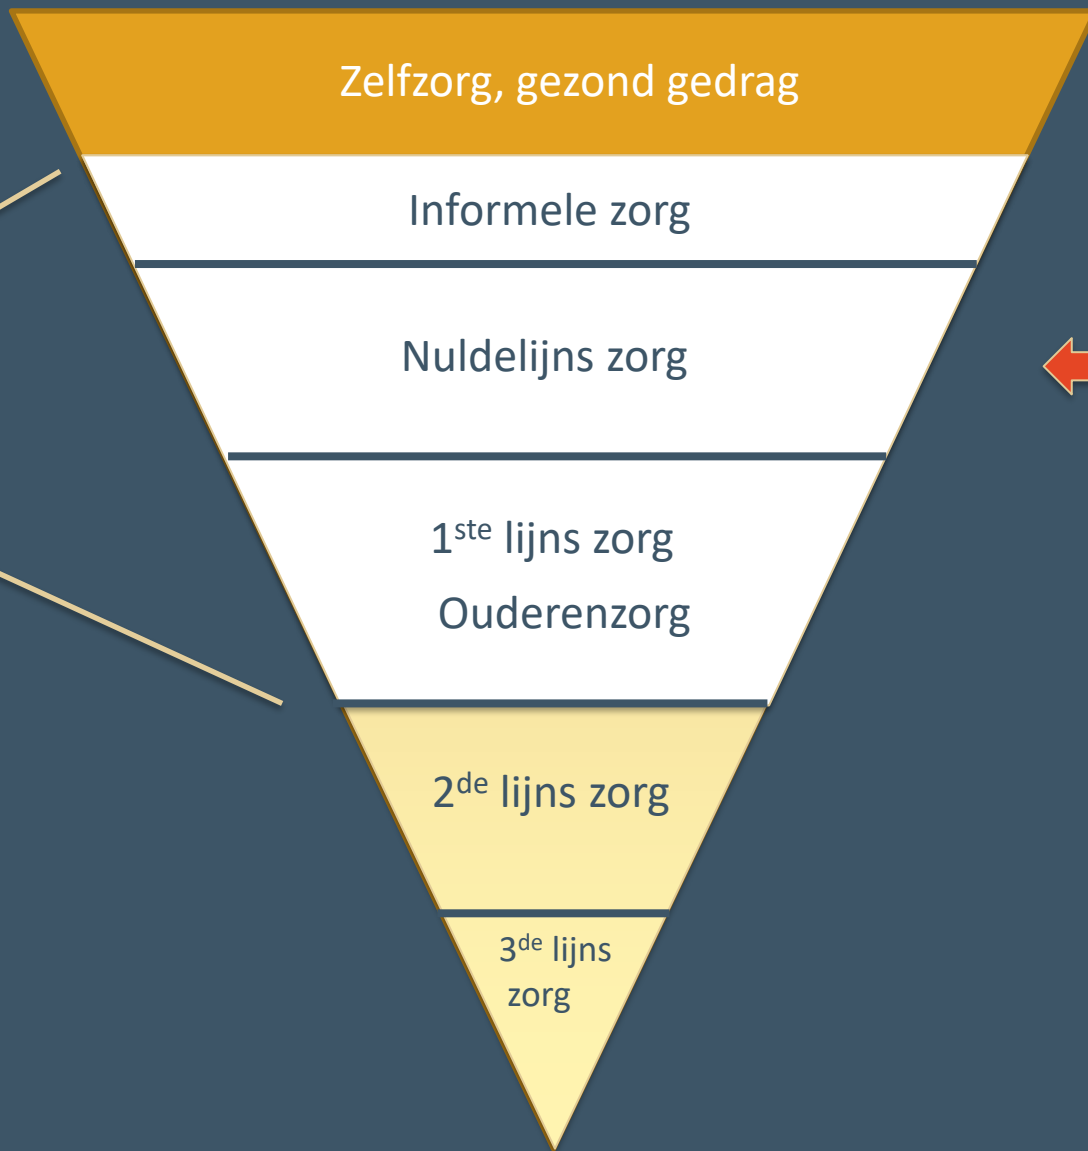 Zelfzorg, gezond gedrag
Informele zorg
Nuldelijns zorg
1ste lijns zorg
Ouderenzorg
2de lijns zorg
3de lijns
zorg